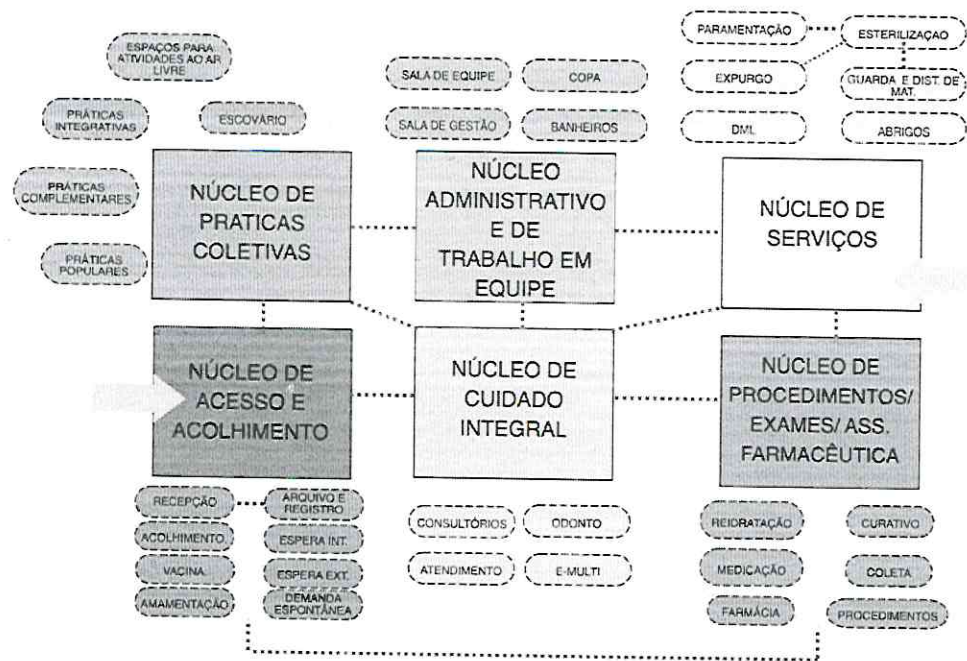 ESPAÇOS PARA
ATIVIDADES AO AR
LIVRE
PRÁTICAS
INTEGRATIVAS
ESCOVÁRIO
PRÁTICAS
COMPLEMENTARES
PRÁTICAS
POPULARES
NÚCLEO DE
PRATICAS
COLETIVAS
SALA DE EQUIPE
COPA
SALA DE GESTÃO
BANHEIROS
NÚCLEO
ADMINISTRATIVO
E DE
TRABALHO EM
EQUIPE
PARAMENTAÇÃO
ESTERILIZAÇAO
EXPURGO
GUARDA E DIST. DE
MAT.
DML
ABRIGOS
NÚCLEO DE
SERVIÇOS
NÚCLEO DE
ACESSO E
ACOLHIMENTO
NÚCLEO DE
CUIDADO
INTEGRAL
NÚCLEO DE
PROCEDIMENTOS/
EXAMES/ ASS.
FARMACÊUTICA
RECEPÇÃO
ARQUIVO E
REGISTRO
ACOLHIMENTO
ESPERA INT.
VACINA
ESPERA EXT.
AMAMENTAÇÃO
DEMANDA
ESPONTÂNEA
CONSULTÓRIOS
ODONTO
ATENDIMENTO
E-MULTI
REIDRATAÇÃO
CURATIVO
MEDICAÇÃO
COLETA
FARMÁCIA
PROCEDIMENTOS